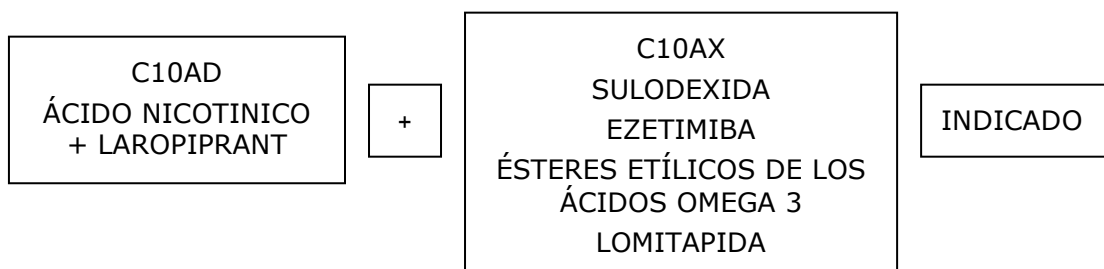 C10AD
ÁCIDO NICOTINICO
+ LAROPIPRANT
+
C10AX
SULODEXIDA
EZETIMIBA
ÉSTERES ETÍLICOS DE LOS
ÁCIDOS OMEGA 3
LOMITAPIDA
INDICADO